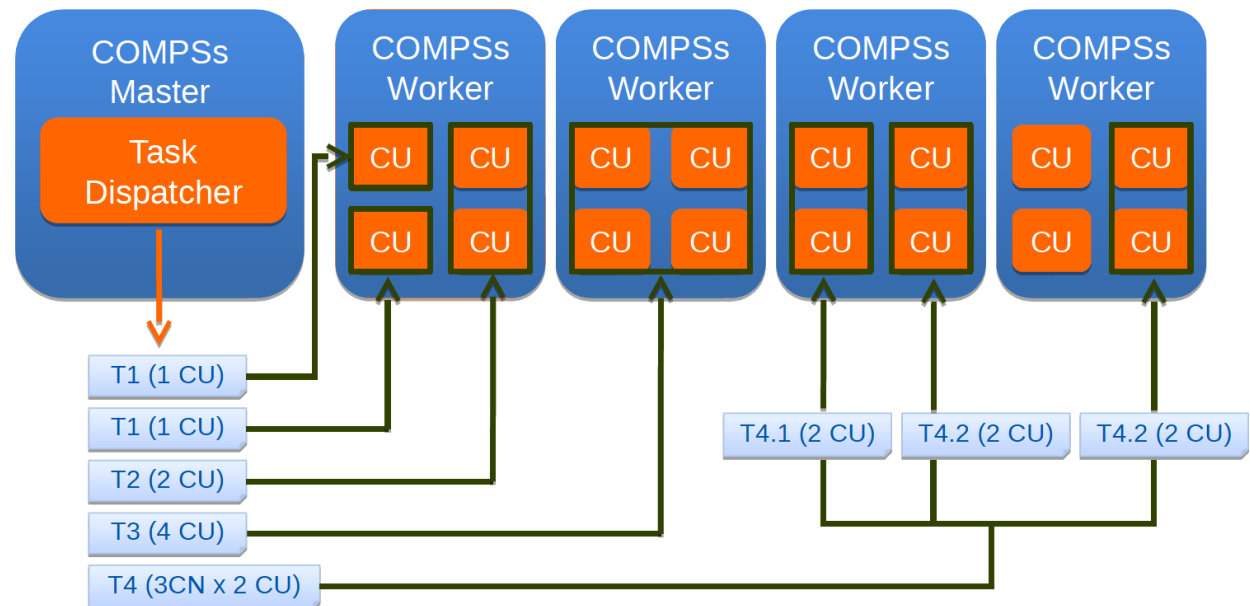 COMPSs
Master
Task
Dispatcher
COMPSs
Worker
CU CU
CU CU
COMPSs
Worker
CU CU
CU CU
COMPSs
Worker
CU CU
CU CU
COMPSs
Worker
CU CU
CU CU
T1 (1 CU)
T1 (1 CU)
T2 (2 CU)
T3 (4 CU)
T4 (3CN x 2 CU)
T4.1 (2 CU)
T4.2 (2 CU)
T4.2 (2 CU)